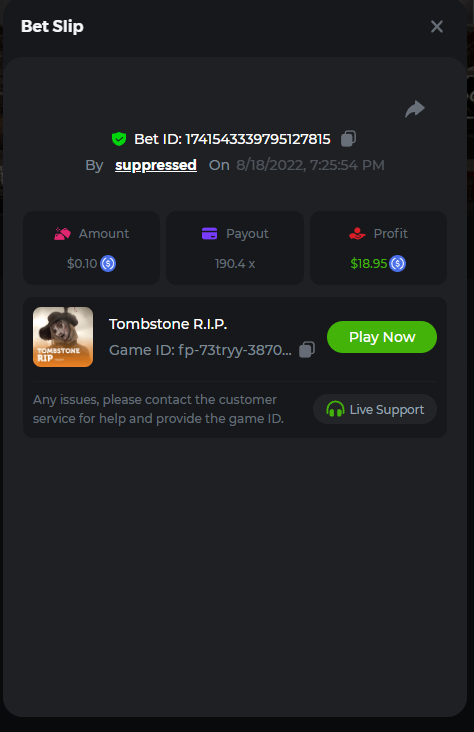 Bet Slip
Bet ID: 1741543339795127815
By suppressed On 8/18/2022, 7:25:54 PM
Amount
$0.10
Payout
190.4 x
Profit
$18.95
TOMBSTONE
RIP
Tombstone R.I.P.
Game ID: fp-73tryy-3870...
Play Now
Any issues, please contact the customer
service for help and provide the game ID.
Live Support